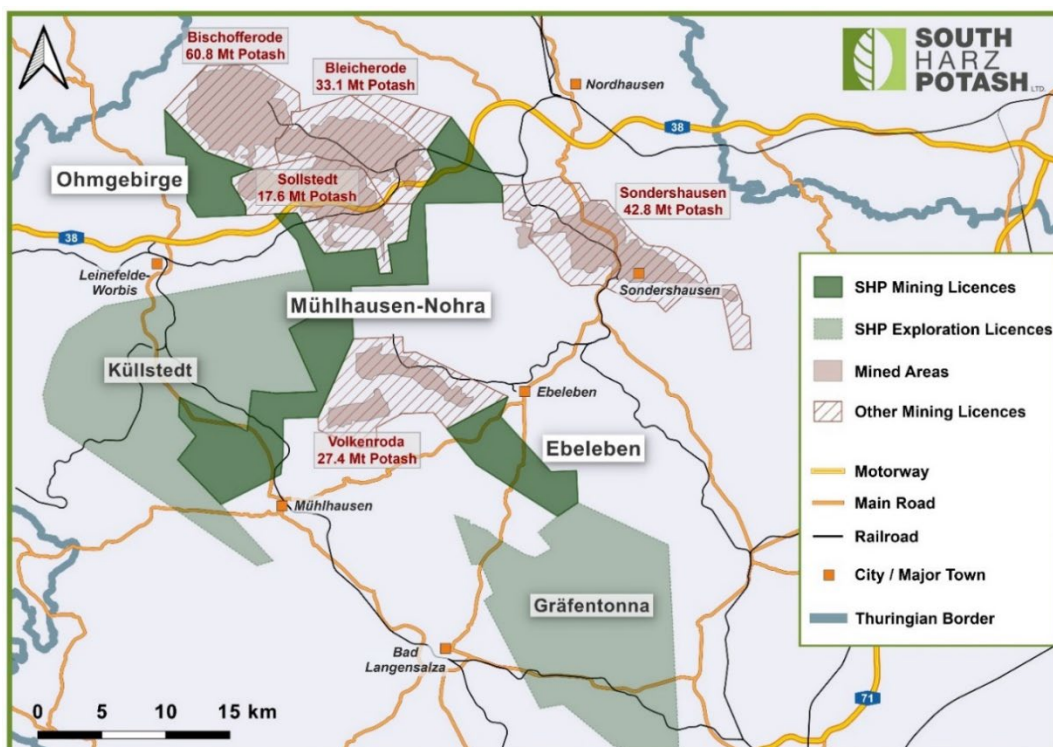 Bischofferode
60.8 Mt Potash
Bleicherode
33.1 Mt Potash
Nordhausen
SOUTH
HARZ
POTASH LTD.
38
Ohmgebirge
Sollstedt
17.6 Mt Potash
Sondershausen
42.8 Mt Potash
38
Leinefelde-
Worbis
Sondershausen
Mühlhausen-Nohra
Küllstedt
Ebeleben
Volkenroda
27.4 Mt Potash
Ebeleben
Mühlhausen
Gräfentonna
Bad
Langensalza
SHP Mining Licences
SHP Exploration Licences
Mined Areas
Other Mining Licences
Motorway
Main Road
Railroad
City / Major Town
Thuringian Border
71
0 5 10 15 km